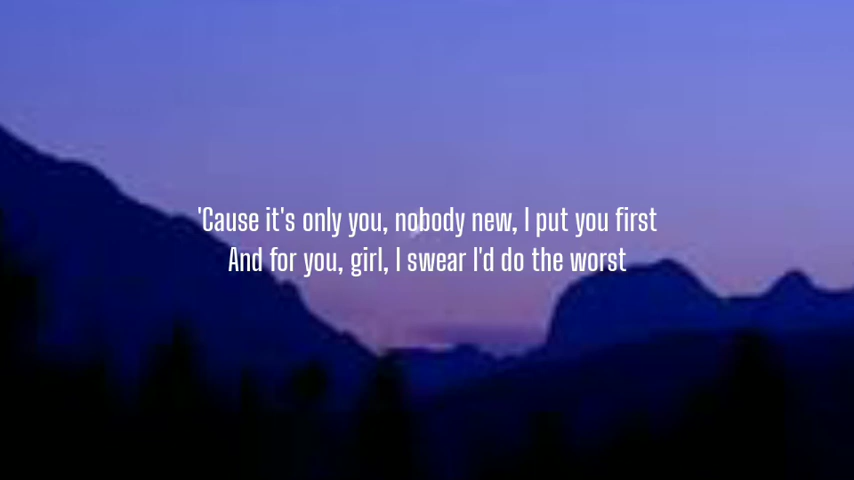 'Cause it's only you, nobody new, I put you first
And for you, girl, I swear I'd do the worst